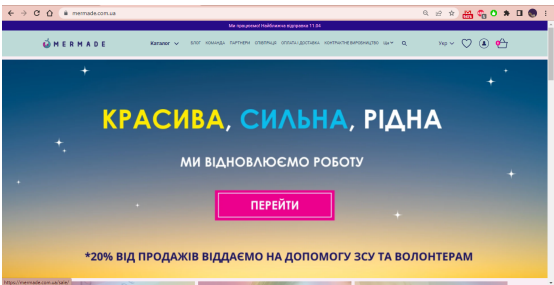 mermade.com.ua
Ми працюємо! Найближча відправка 11.04
MERMADE
Каталог
БЛОГ КОМАНДА ПАРТНЕРИ СПІВПРАЦЯ ОПЛАТА І ДОСТАВКА КОНТРАКТНЕ ВИРОБНИЦТВО Ще
Укр
КРАСИВА, СИЛЬНА, РІДНА
МИ ВІДНОВЛЮЄМО РОБОТУ
ПЕРЕЙТИ
*20% ВІД ПРОДАЖІВ ВІДДАЄМО НА ДОПОМОГУ ЗСУ ТА ВОЛОНТЕРАМ
https://mermade.com.ua/sale/